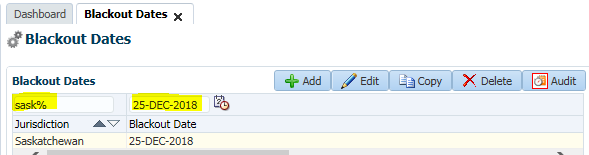 Dashboard Blackout Dates
Blackout Dates
Blackout Dates Add Edit Copy Delete Audit
sask% 25-DEC-2018
Jurisdiction Blackout Date
Saskatchewan 25-DEC-2018